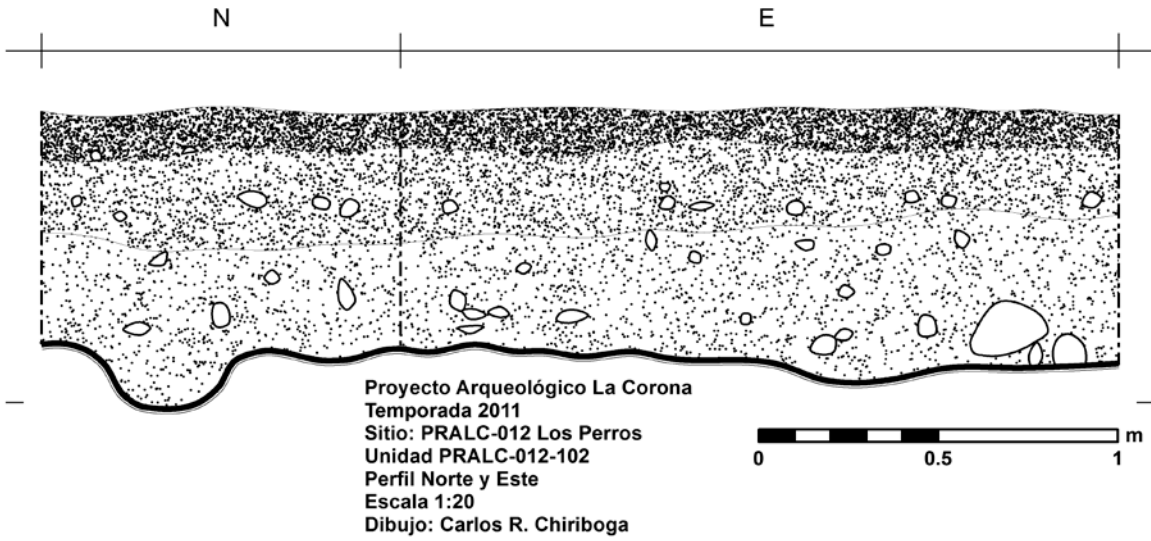 N E
Proyecto Arqueológico La Corona
Temporada 2011
Sitio: PRALC-012 Los Perros
Unidad PRALC-012-102
Perfil Norte y Este
Escala 1:20
Dibujo: Carlos R. Chiriboga
m
0 0.5 1